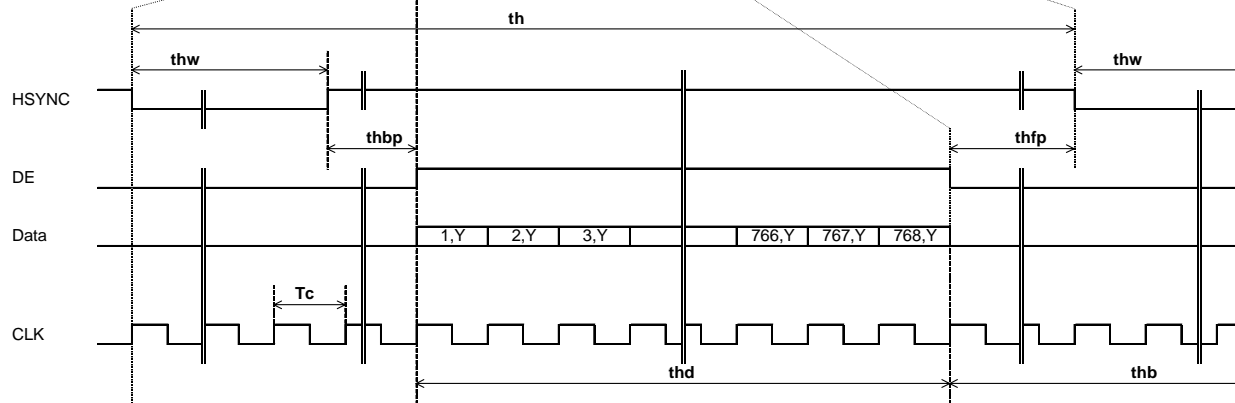 th
thw
thw
HSYNC
thbp
thfp
DE
Data
1,Y 2,Y 3,Y 766,Y 767,Y 768,Y
Tc
CLK
thd
thb